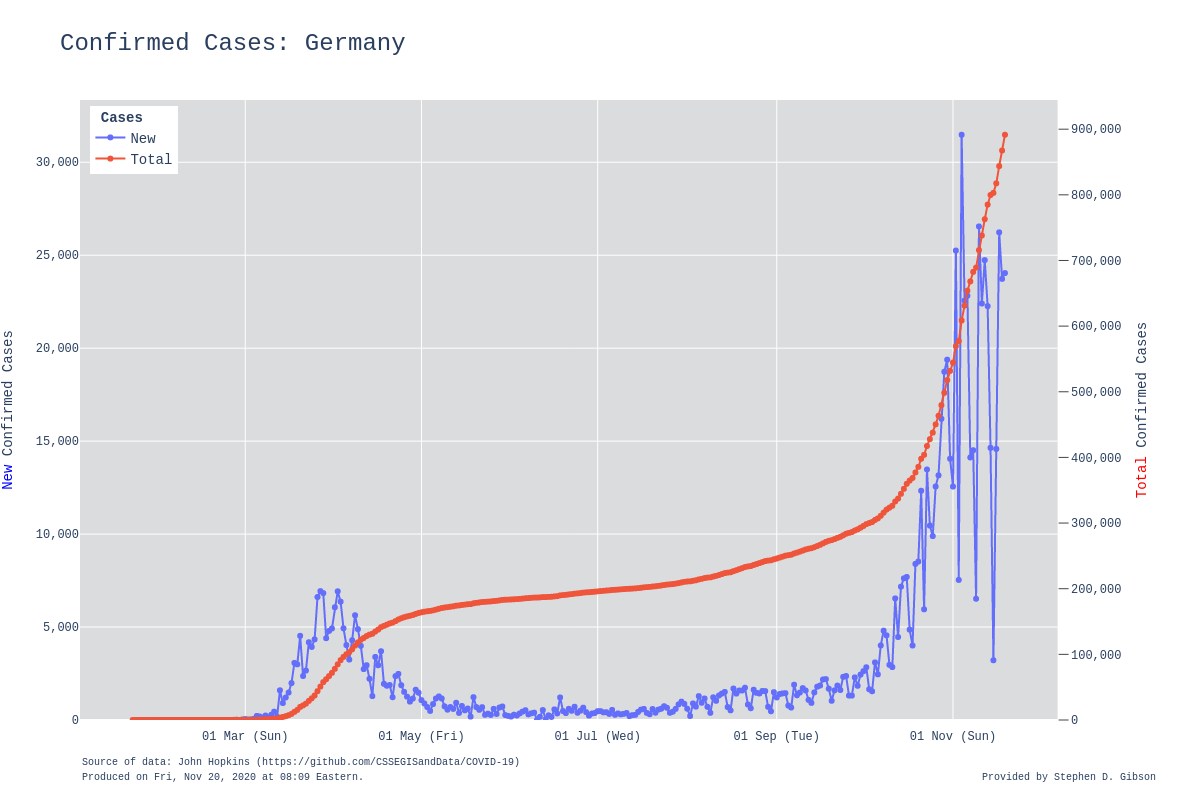 Confirmed Cases: Germany
Cases
New
Total
30,000
25,000
20,000
15,000
10,000
5,000
0
900,000
800,000
700,000
600,000
500,000
400,000
300,000
200,000
100,000
0
New Confirmed Cases
Total Confirmed Cases
01 Mar (Sun)
01 May (Fri)
01 Jul (Wed)
01 Sep (Tue)
01 Nov (Sun)
Source of data: John Hopkins (https://github.com/CSSEGISandData/COVID-19)
Produced on Fri, Nov 20, 2020 at 08:09 Eastern.
Provided by Stephen D. Gibson